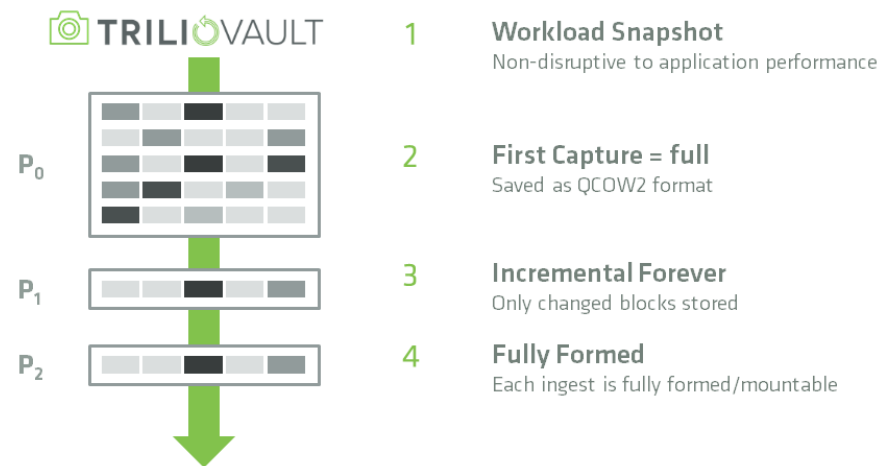 TRILIOVAULT
1 Workload Snapshot
Non-disruptive to application performance
P0
2 First Capture = full
Saved as QCOW2 format
P1
3 Incremental Forever
Only changed blocks stored
P2
4 Fully Formed
Each ingest is fully formed/mountable